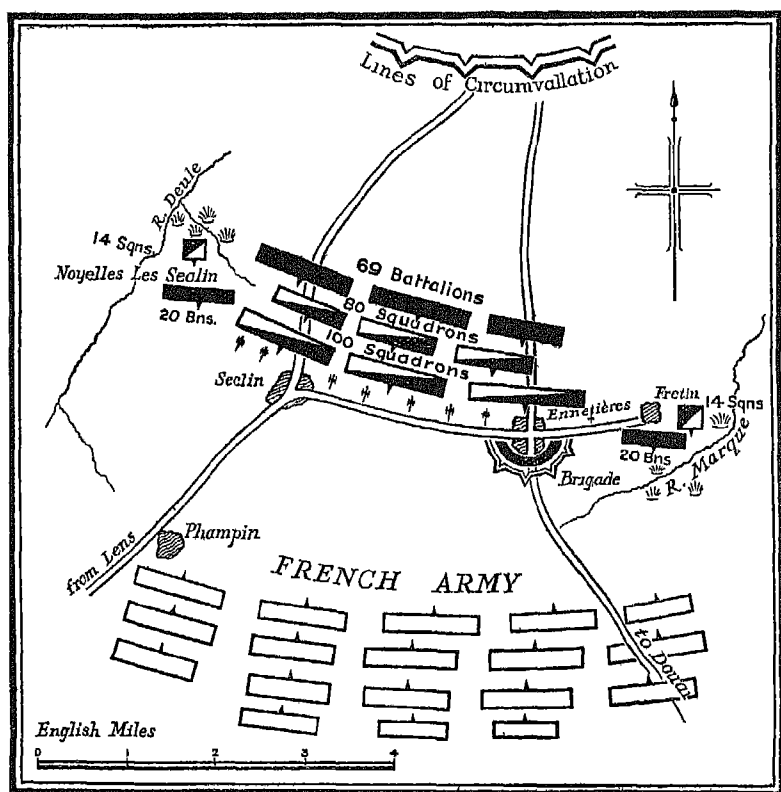 Lines of Circumvallation
R. Deule
14 Sqns.
Noyelles Les Seclin
20 Bns.
69 Battalions
80 Squadrons
100 Squadrons
Seclin
Ennetières
Fretin
14 Sqns
20 Bns
R. Marque
Brigade
from Lens
Phampin
FRENCH ARMY
to Douai
English Miles
0 1 2 3 4